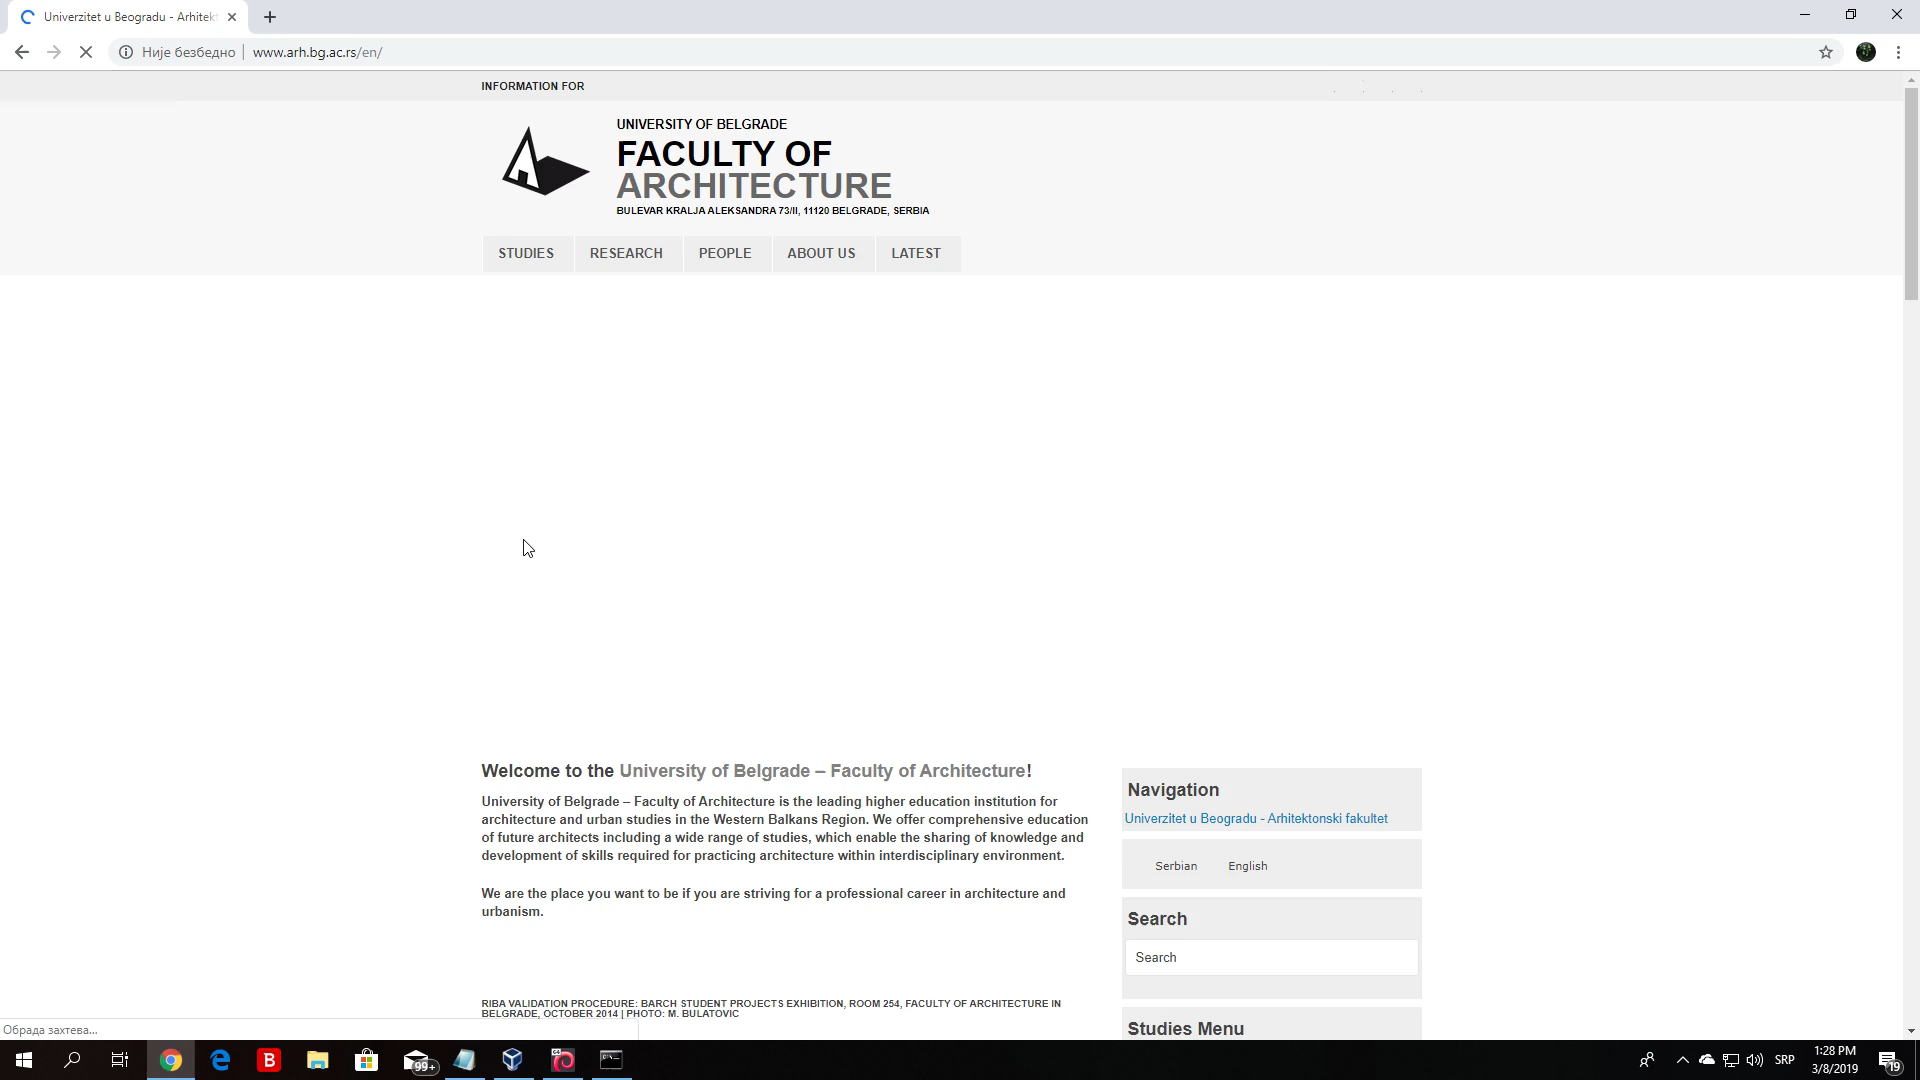 Univerzitet u Beogradu - Arhitekt
Није безбедно
www.arh.bg.ac.rs/en/
INFORMATION FOR
UNIVERSITY OF BELGRADE
FACULTY OF
ARCHITECTURE
BULEVAR KRALJA ALEKSANDRA 73/II, 11120 BELGRADE, SERBIA
STUDIES
RESEARCH
PEOPLE
ABOUT US
LATEST
Welcome to the University of Belgrade – Faculty of Architecture!
University of Belgrade – Faculty of Architecture is the leading higher education institution for
architecture and urban studies in the Western Balkans Region. We offer comprehensive education
of future architects including a wide range of studies, which enable the sharing of knowledge and
development of skills required for practicing architecture within interdisciplinary environment.
We are the place you want to be if you are striving for a professional career in architecture and
urbanism.
RIBA VALIDATION PROCEDURE: BARCH STUDENT PROJECTS EXHIBITION, ROOM 254, FACULTY OF ARCHITECTURE IN
BELGRADE, OCTOBER 2014 | PHOTO: M. BULATOVIC
Navigation
Univerzitet u Beogradu - Arhitektonski fakultet
Serbian
English
Search
Search
Studies Menu
Обрада захтева...
B
99+
64
C:\
SRP
1:28 PM
3/8/2019
19